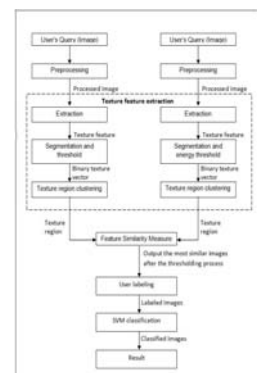 User's Query (Image)
User's Query (Image)
Preprocessing
Preprocessing
Processed Image
Processed Image
Texture feature extraction
Extraction
Extraction
Texture feature
Texture feature
Segmentation and
threshold
Segmentation and
energy threshold
Binary texture
vector
Binary texture
vector
Texture region clustering
Texture region clustering
Texture
region
Texture
region
Feature Similarity Measure
Output the most similar images
after the thresholding process
User labeling
Labeled Images
SVM classification
Classified Images
Result